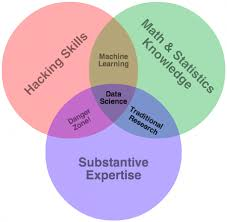 Hacking Skills
Math & Statistics
Knowledge
Machine
Learning
Data
Science
Danger
Zone!
Traditional
Research
Substantive
Expertise